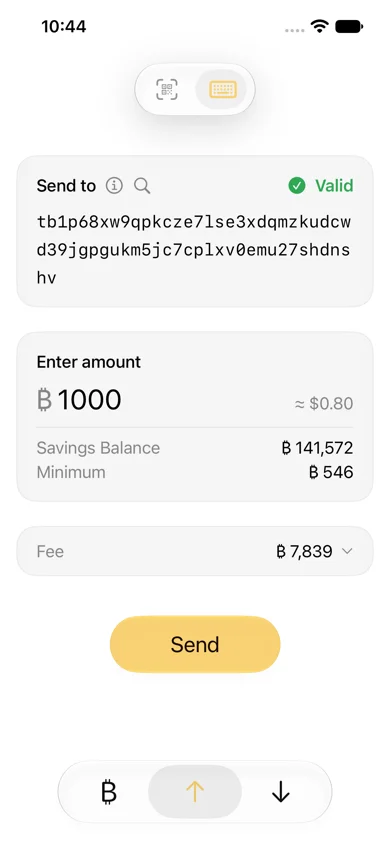 10:44
Send to
Valid
tb1p68xw9qpkcze7lse3xdqmzkudcw
d39jgpgukm5jc7cplxv0emu27shdns
hv
Enter amount
₿ 1000
≈ $0.80
Savings Balance
₿ 141,572
Minimum
₿ 546
Fee
₿ 7,839
Send
₿